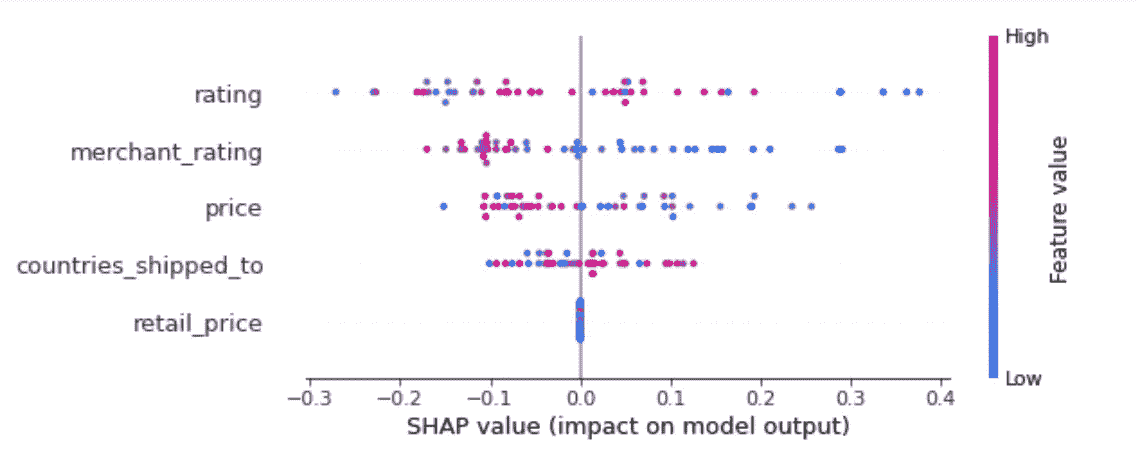 High
rating
merchant_rating
price
countries_shipped_to
retail_price
Feature value
Low
−0.3 −0.2 −0.1 0.0 0.1 0.2 0.3 0.4
SHAP value (impact on model output)